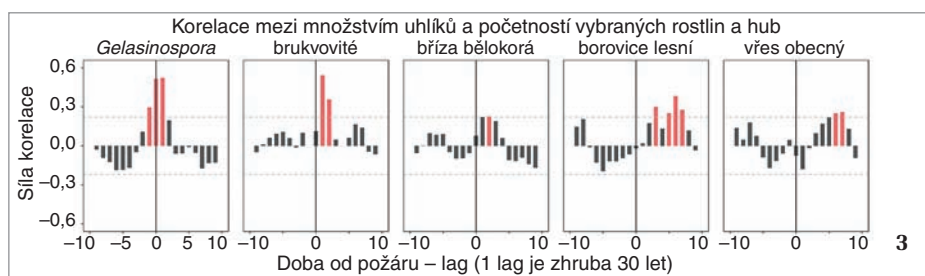 Korelace mezi množstvím uhlíků a početností vybraných rostlin a hub
Gelasinospora brukvovité bříza bělokorá borovice lesní vřes obecný
Síla korelace
0,6
0,3
0,0
–0,3
–0,6
–10 –5 0 5 10 –10 0 10 –10 0 10 –10 0 10 –10 0 10
Doba od požáru – lag (1 lag je zhruba 30 let)
3